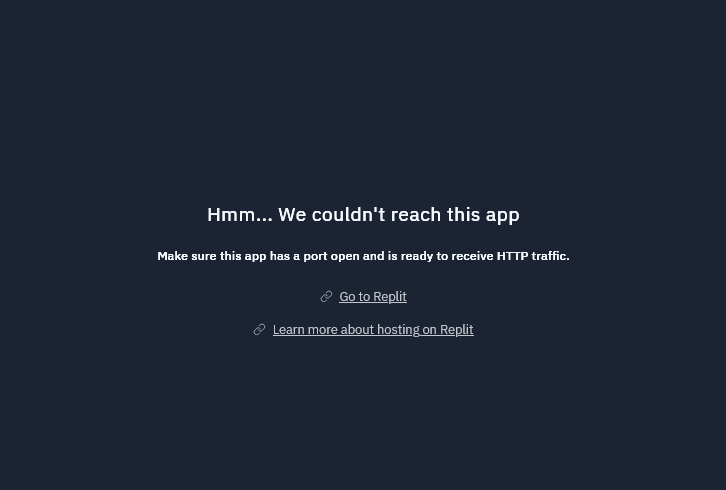 Hmm... We couldn't reach this app
Make sure this app has a port open and is ready to receive HTTP traffic.
Go to Replit
Learn more about hosting on Replit